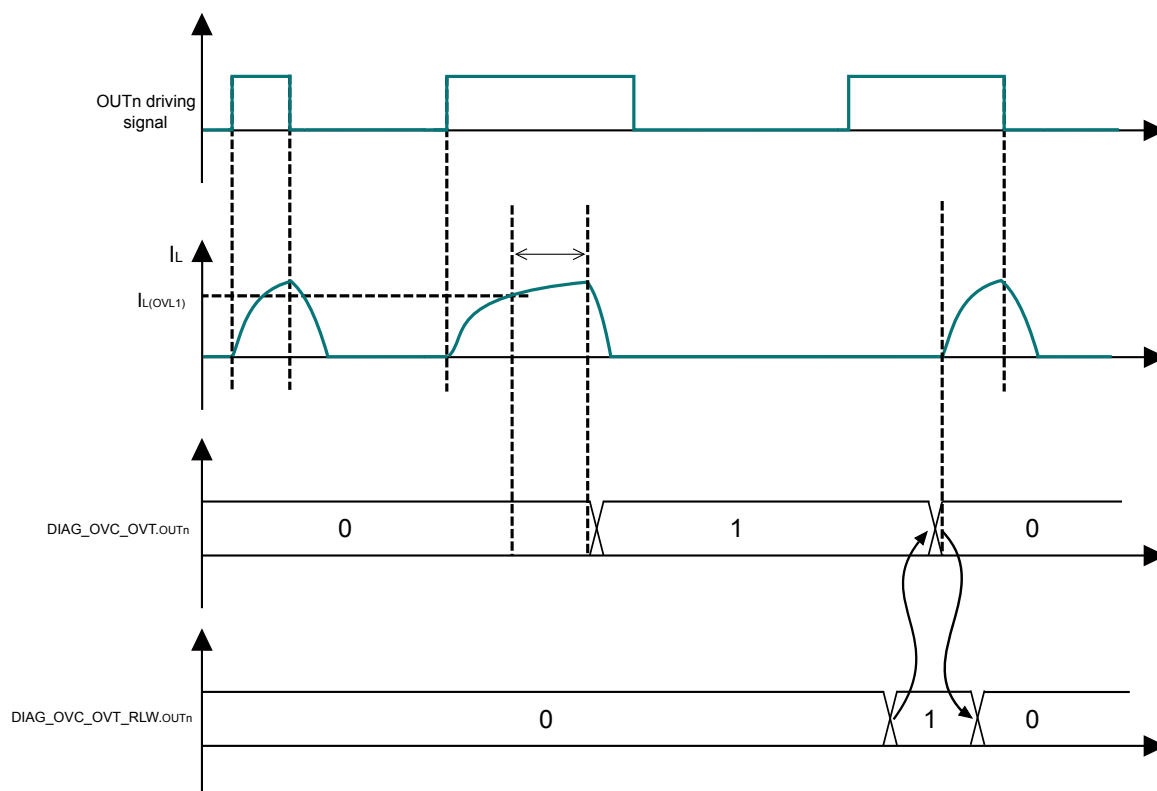 OUTn driving
signal
IL
IL(OVL1)
DIAG_OVC_OVT.OUTn
0
1
0
DIAG_OVC_OVT_RLW.OUTn
0
1
0